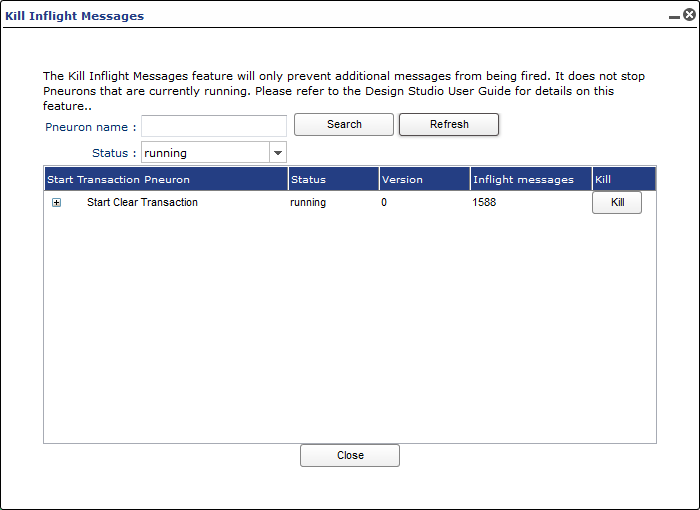 Kill Inflight Messages
The Kill Inflight Messages feature will only prevent additional messages from being fired. It does not stop
Pneurons that are currently running. Please refer to the Design Studio User Guide for details on this
feature..
Pneuron name : Search Refresh
Status : running
Start Transaction Pneuron Status Version Inflight messages Kill
Start Clear Transaction running 0 1588 Kill
Close